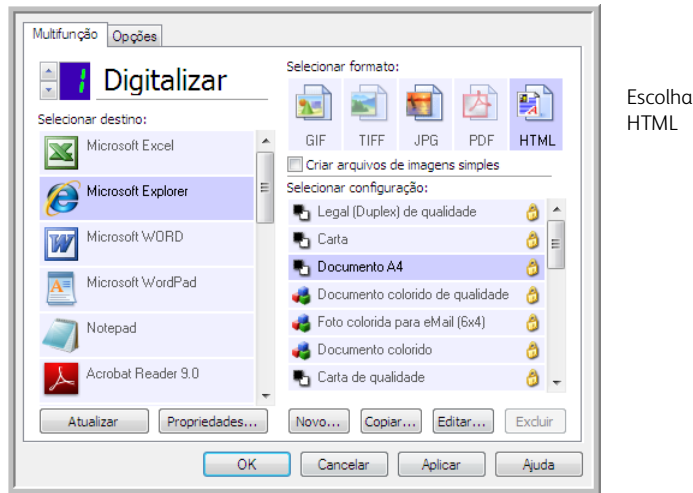 Multifunção
Opções
1 Digitalizar
Selecionar destino:
Microsoft Excel
Microsoft Explorer
Microsoft WORD
Microsoft WordPad
Notepad
Acrobat Reader 9.0
Atualizar
Propriedades...
Selecionar formato:
GIF
TIFF
JPG
PDF
HTML
Criar arquivos de imagens simples
Selecionar configuração:
Legal (Duplex) de qualidade
Carta
Documento A4
Documento colorido de qualidade
Foto colorida para eMail (6x4)
Documento colorido
Carta de qualidade
Novo...
Copiar...
Editar...
Excluir
OK
Cancelar
Aplicar
Ajuda
Escolha
HTML